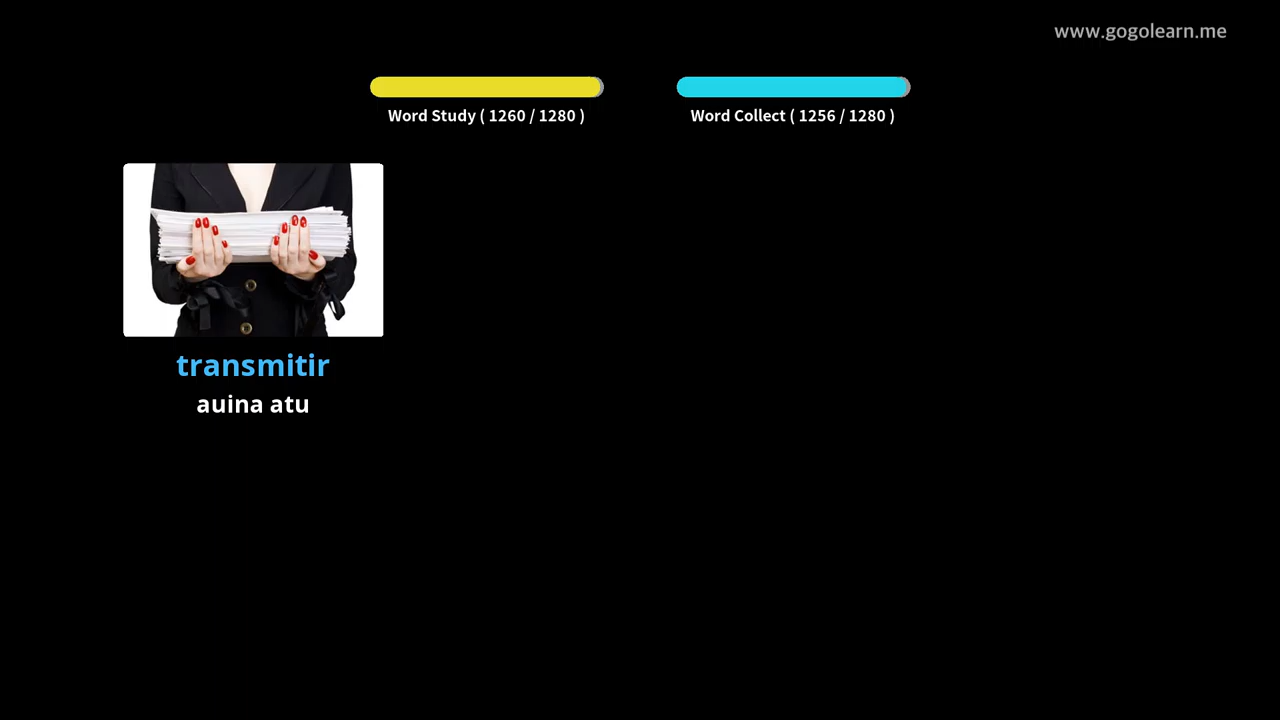 www.gogolearn.me
Word Study ( 1260 / 1280 )
Word Collect ( 1256 / 1280 )
transmitir
auina atu